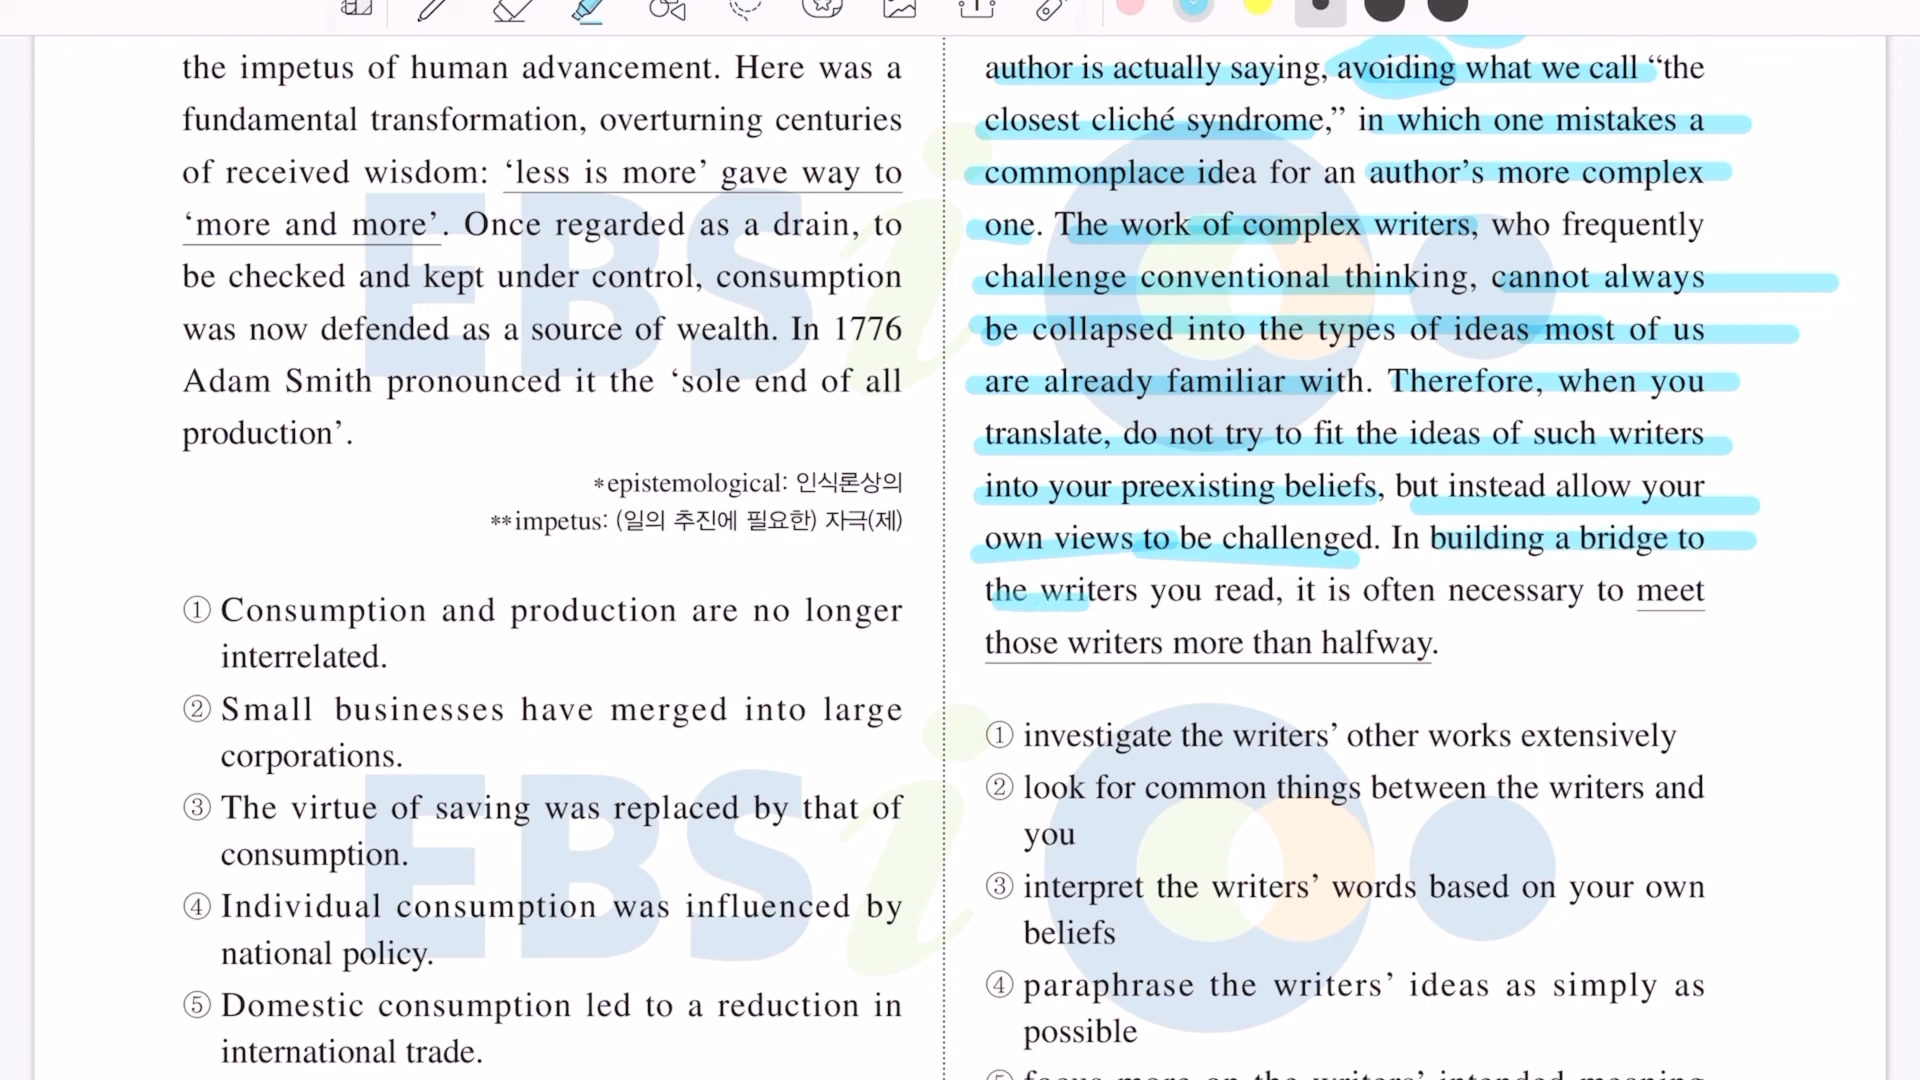 the impetus of human advancement. Here was a
fundamental transformation, overturning centuries
of received wisdom: ‘less is more’ gave way to
‘more and more’. Once regarded as a drain, to
be checked and kept under control, consumption
was now defended as a source of wealth. In 1776
Adam Smith pronounced it the ‘sole end of all
production’.
*epistemological: 인식론상의
**impetus: (일의 추진에 필요한) 자극(제)
① Consumption and production are no longer
interrelated.
② Small businesses have merged into large
corporations.
③ The virtue of saving was replaced by that of
consumption.
④ Individual consumption was influenced by
national policy.
⑤ Domestic consumption led to a reduction in
international trade.
author is actually saying, avoiding what we call “the
closest cliché syndrome,” in which one mistakes a
commonplace idea for an author’s more complex
one. The work of complex writers, who frequently
challenge conventional thinking, cannot always
be collapsed into the types of ideas most of us
are already familiar with. Therefore, when you
translate, do not try to fit the ideas of such writers
into your preexisting beliefs, but instead allow your
own views to be challenged. In building a bridge to
the writers you read, it is often necessary to meet
those writers more than halfway.
① investigate the writers’ other works extensively
② look for common things between the writers and
you
③ interpret the writers’ words based on your own
beliefs
④ paraphrase the writers’ ideas as simply as
possible
⑤ focus more on the writers’ intended meaning
EBSi
EBSi